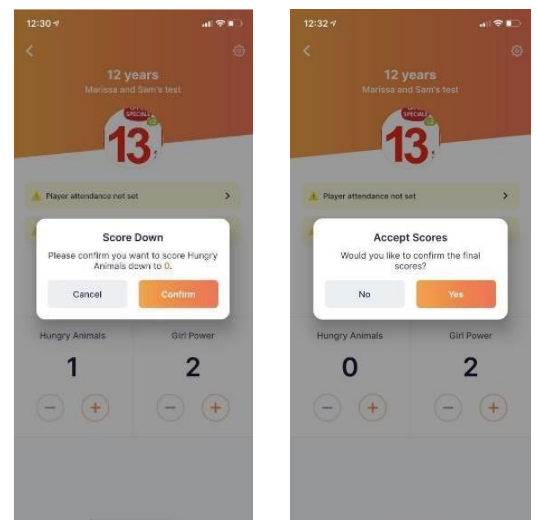 12:30
12 years
Marissa and Sam's test
SPECIAL
13
Player attendance not set
Score Down
Please confirm you want to score Hungry
Animals down to 0.
Cancel
Confirm
Hungry Animals
Girl Power
1
2
12:32
12 years
Marissa and Sam's test
SPECIAL
13
Player attendance not set
Accept Scores
Would you like to confirm the final
scores?
No
Yes
Hungry Animals
Girl Power
0
2